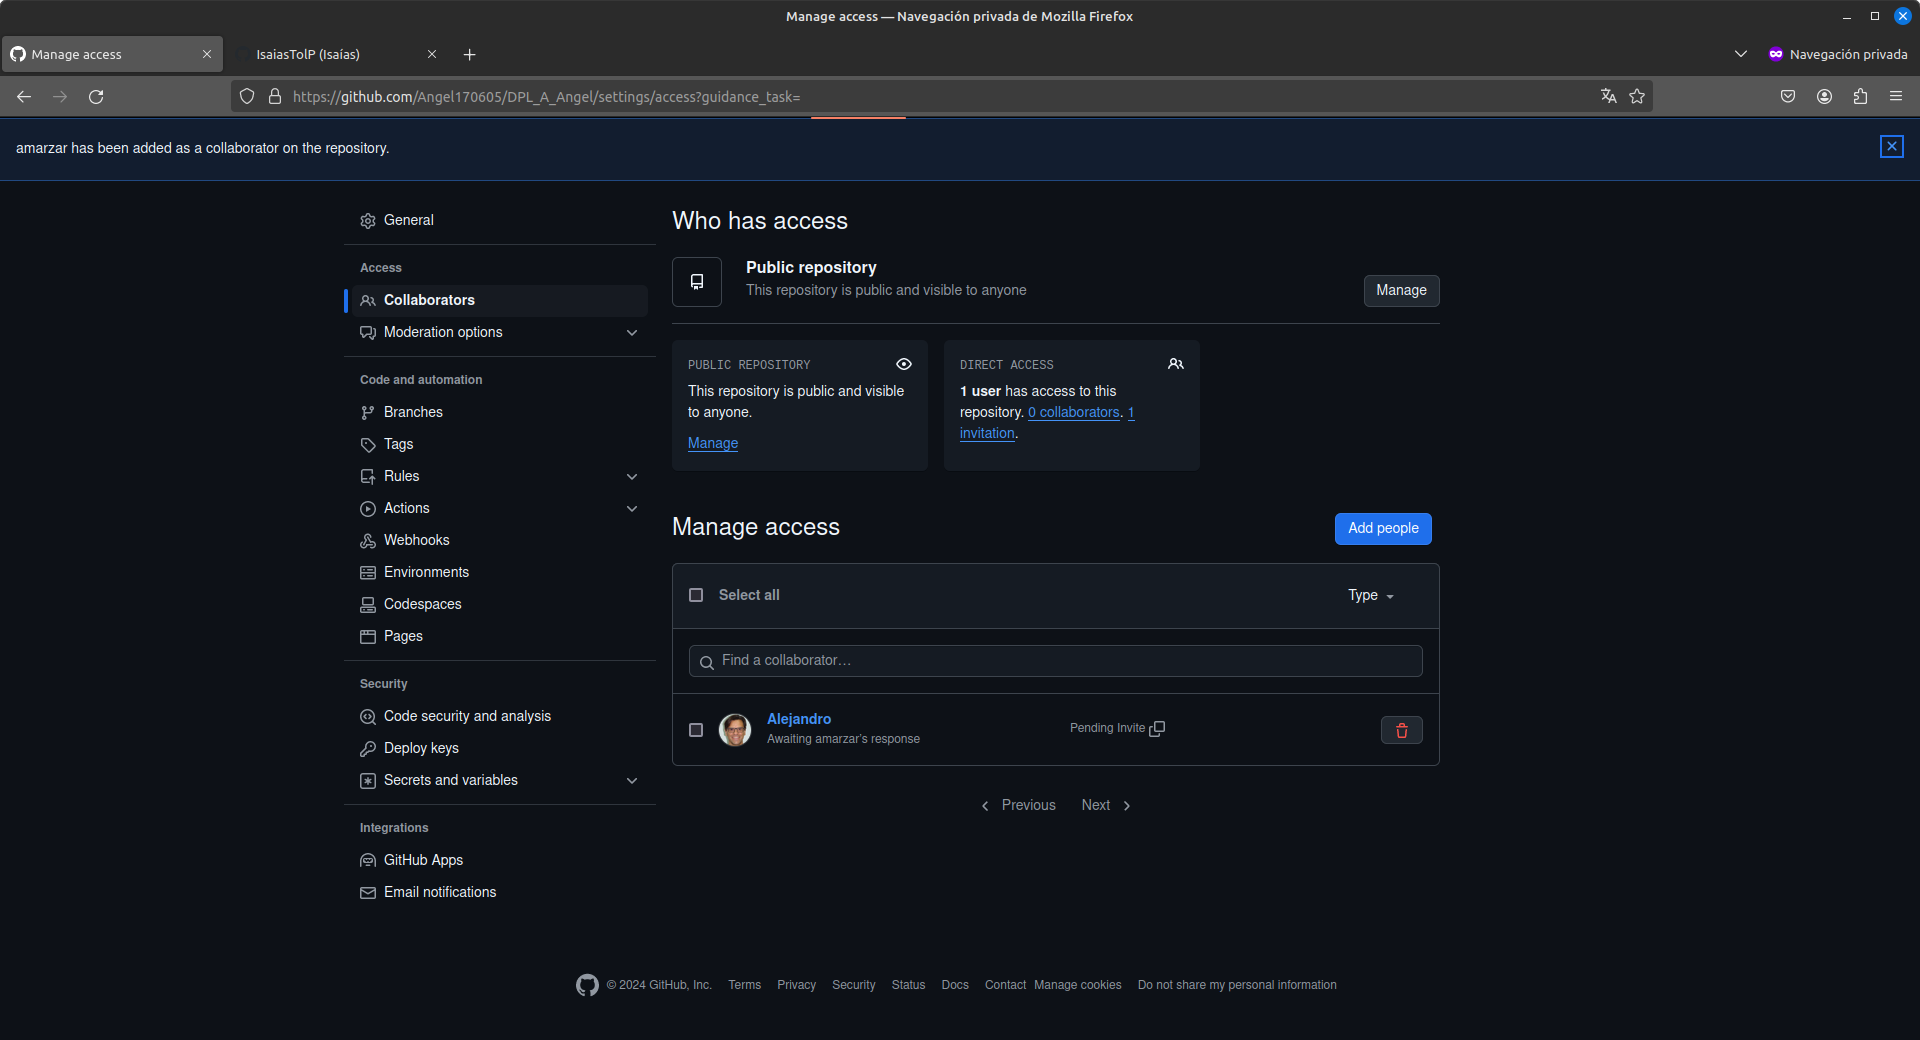 Manage access — Navegación privada de Mozilla Firefox
Manage access
IsaiasTolP (Isaías)
Navegación privada
https://github.com/Angel170605/DPL_A_Angel/settings/access?guidance_task=
amarzar has been added as a collaborator on the repository.
General
Access
Collaborators
Moderation options
Code and automation
Branches
Tags
Rules
Actions
Webhooks
Environments
Codespaces
Pages
Security
Code security and analysis
Deploy keys
Secrets and variables
Integrations
GitHub Apps
Email notifications
Who has access
Public repository
This repository is public and visible to anyone
Manage
PUBLIC REPOSITORY
This repository is public and visible
to anyone.
Manage
DIRECT ACCESS
1 user has access to this
repository. 0 collaborators. 1
invitation.
Manage access
Add people
Select all
Type
Find a collaborator…
Alejandro
Awaiting amarzar's response
Pending Invite
Previous
Next
© 2024 GitHub, Inc.
Terms
Privacy
Security
Status
Docs
Contact
Manage cookies
Do not share my personal information